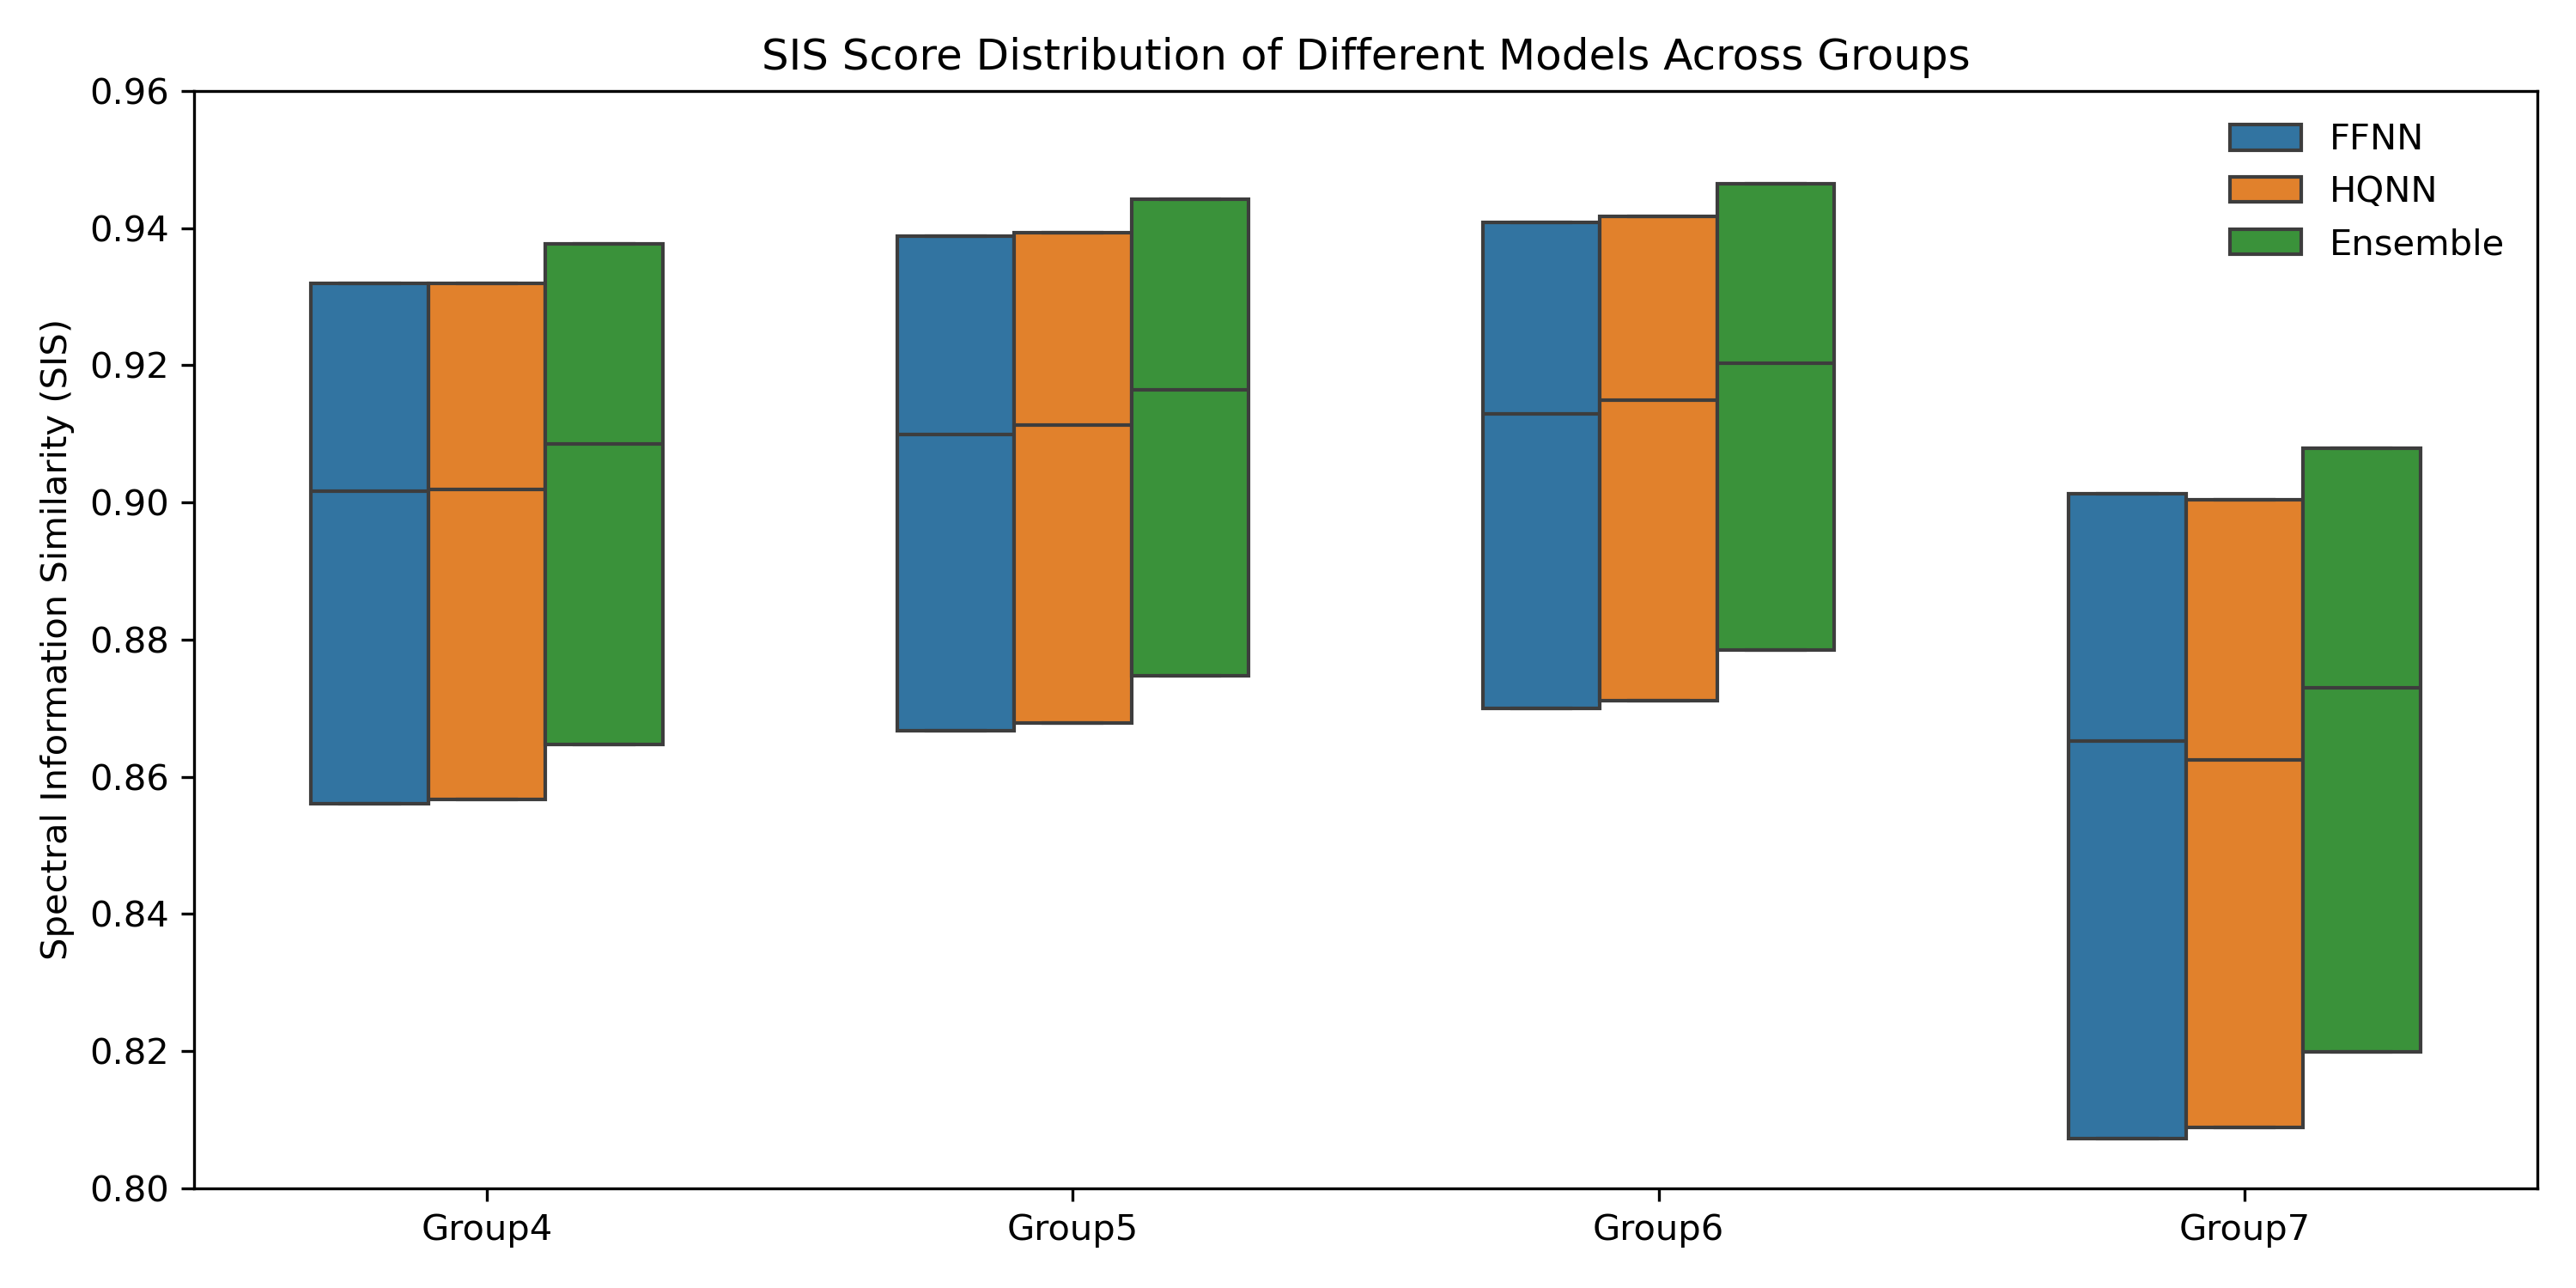 SIS Score Distribution of Different Models Across Groups
Spectral Information Similarity (SIS)
0.96
0.94
0.92
0.90
0.88
0.86
0.84
0.82
0.80
FFNN
HQNN
Ensemble
Group4
Group5
Group6
Group7